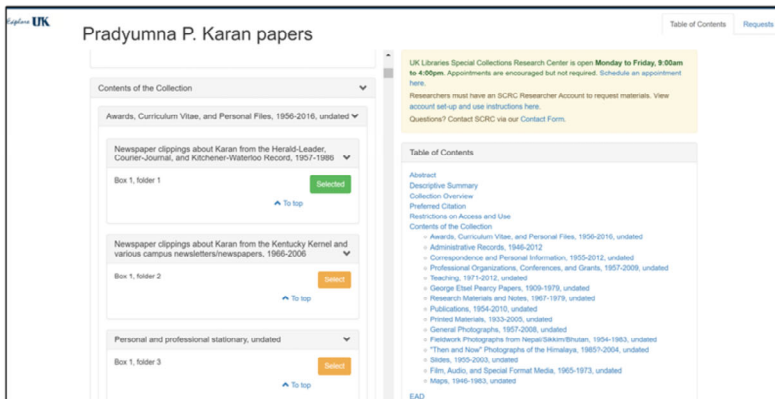 Explore UK
Pradyumna P. Karan papers
Table of Contents
Requests
Contents of the Collection
Awards, Curriculum Vitae, and Personal Files, 1956-2016, undated
Newspaper clippings about Karan from the Herald-Leader,
Courier-Journal, and Kitchener-Waterloo Record, 1957-1986
Box 1, folder 1
Selected
To top
Newspaper clippings about Karan from the Kentucky Kernel and
various campus newsletters/newspapers, 1966-2006
Box 1, folder 2
Select
To top
Personal and professional stationary, undated
Box 1, folder 3
Select
To top
UK Libraries Special Collections Research Center is open Monday to Friday, 9:00am
to 4:00pm. Appointments are encouraged but not required. Schedule an appointment
here.
Researchers must have an SCRC Researcher Account to request materials. View
account set-up and use instructions here.
Questions? Contact SCRC via our Contact Form.
Table of Contents
Abstract
Descriptive Summary
Collection Overview
Preferred Citation
Restrictions on Access and Use
Contents of the Collection
Awards, Curriculum Vitae, and Personal Files, 1956-2016, undated
Administrative Records, 1946-2012
Correspondence and Personal Information, 1955-2012, undated
Professional Organizations, Conferences, and Grants, 1957-2009, undated
Teaching, 1971-2012, undated
George Etsel Pearcy Papers, 1909-1979, undated
Research Materials and Notes, 1967-1979, undated
Publications, 1954-2010, undated
Printed Materials, 1933-2005, undated
General Photographs, 1957-2008, undated
Fieldwork Photographs from Nepal/Sikkim/Bhutan, 1954-1983, undated
"Then and Now" Photographs of the Himalaya, 1985?-2004, undated
Slides, 1955-2003, undated
Film, Audio, and Special Format Media, 1965-1973, undated
Maps, 1946-1983, undated
EAD